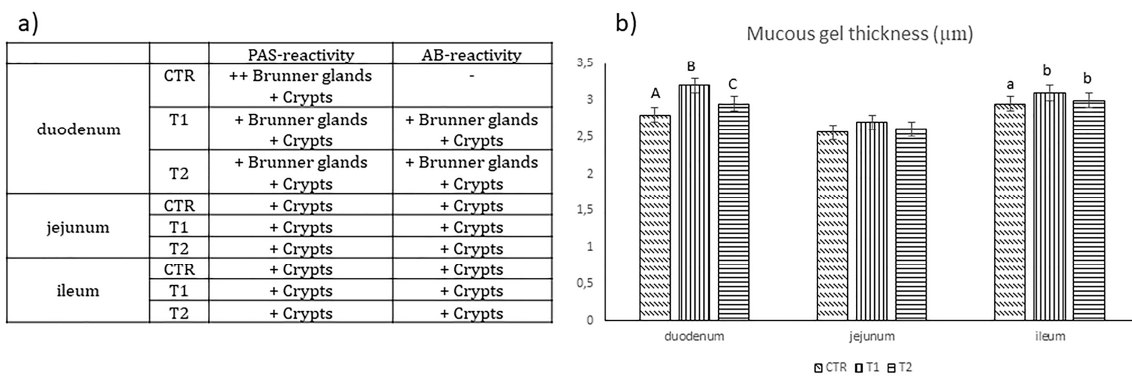 a)
PAS-reactivity AB-reactivity
duodenum
CTR ++ Brunner glands -
+ Crypts
T1 + Brunner glands + Brunner glands
+ Crypts + Crypts
T2 + Brunner glands + Brunner glands
+ Crypts + Crypts
jejunum
CTR + Crypts + Crypts
T1 + Crypts + Crypts
T2 + Crypts + Crypts
ileum
CTR + Crypts + Crypts
T1 + Crypts + Crypts
T2 + Crypts + Crypts
b)
Mucous gel thickness (μm)
3,5
3
2,5
2
1,5
1
0,5
0
A B C
a b b
duodenum jejunum ileum
CTR T1 T2